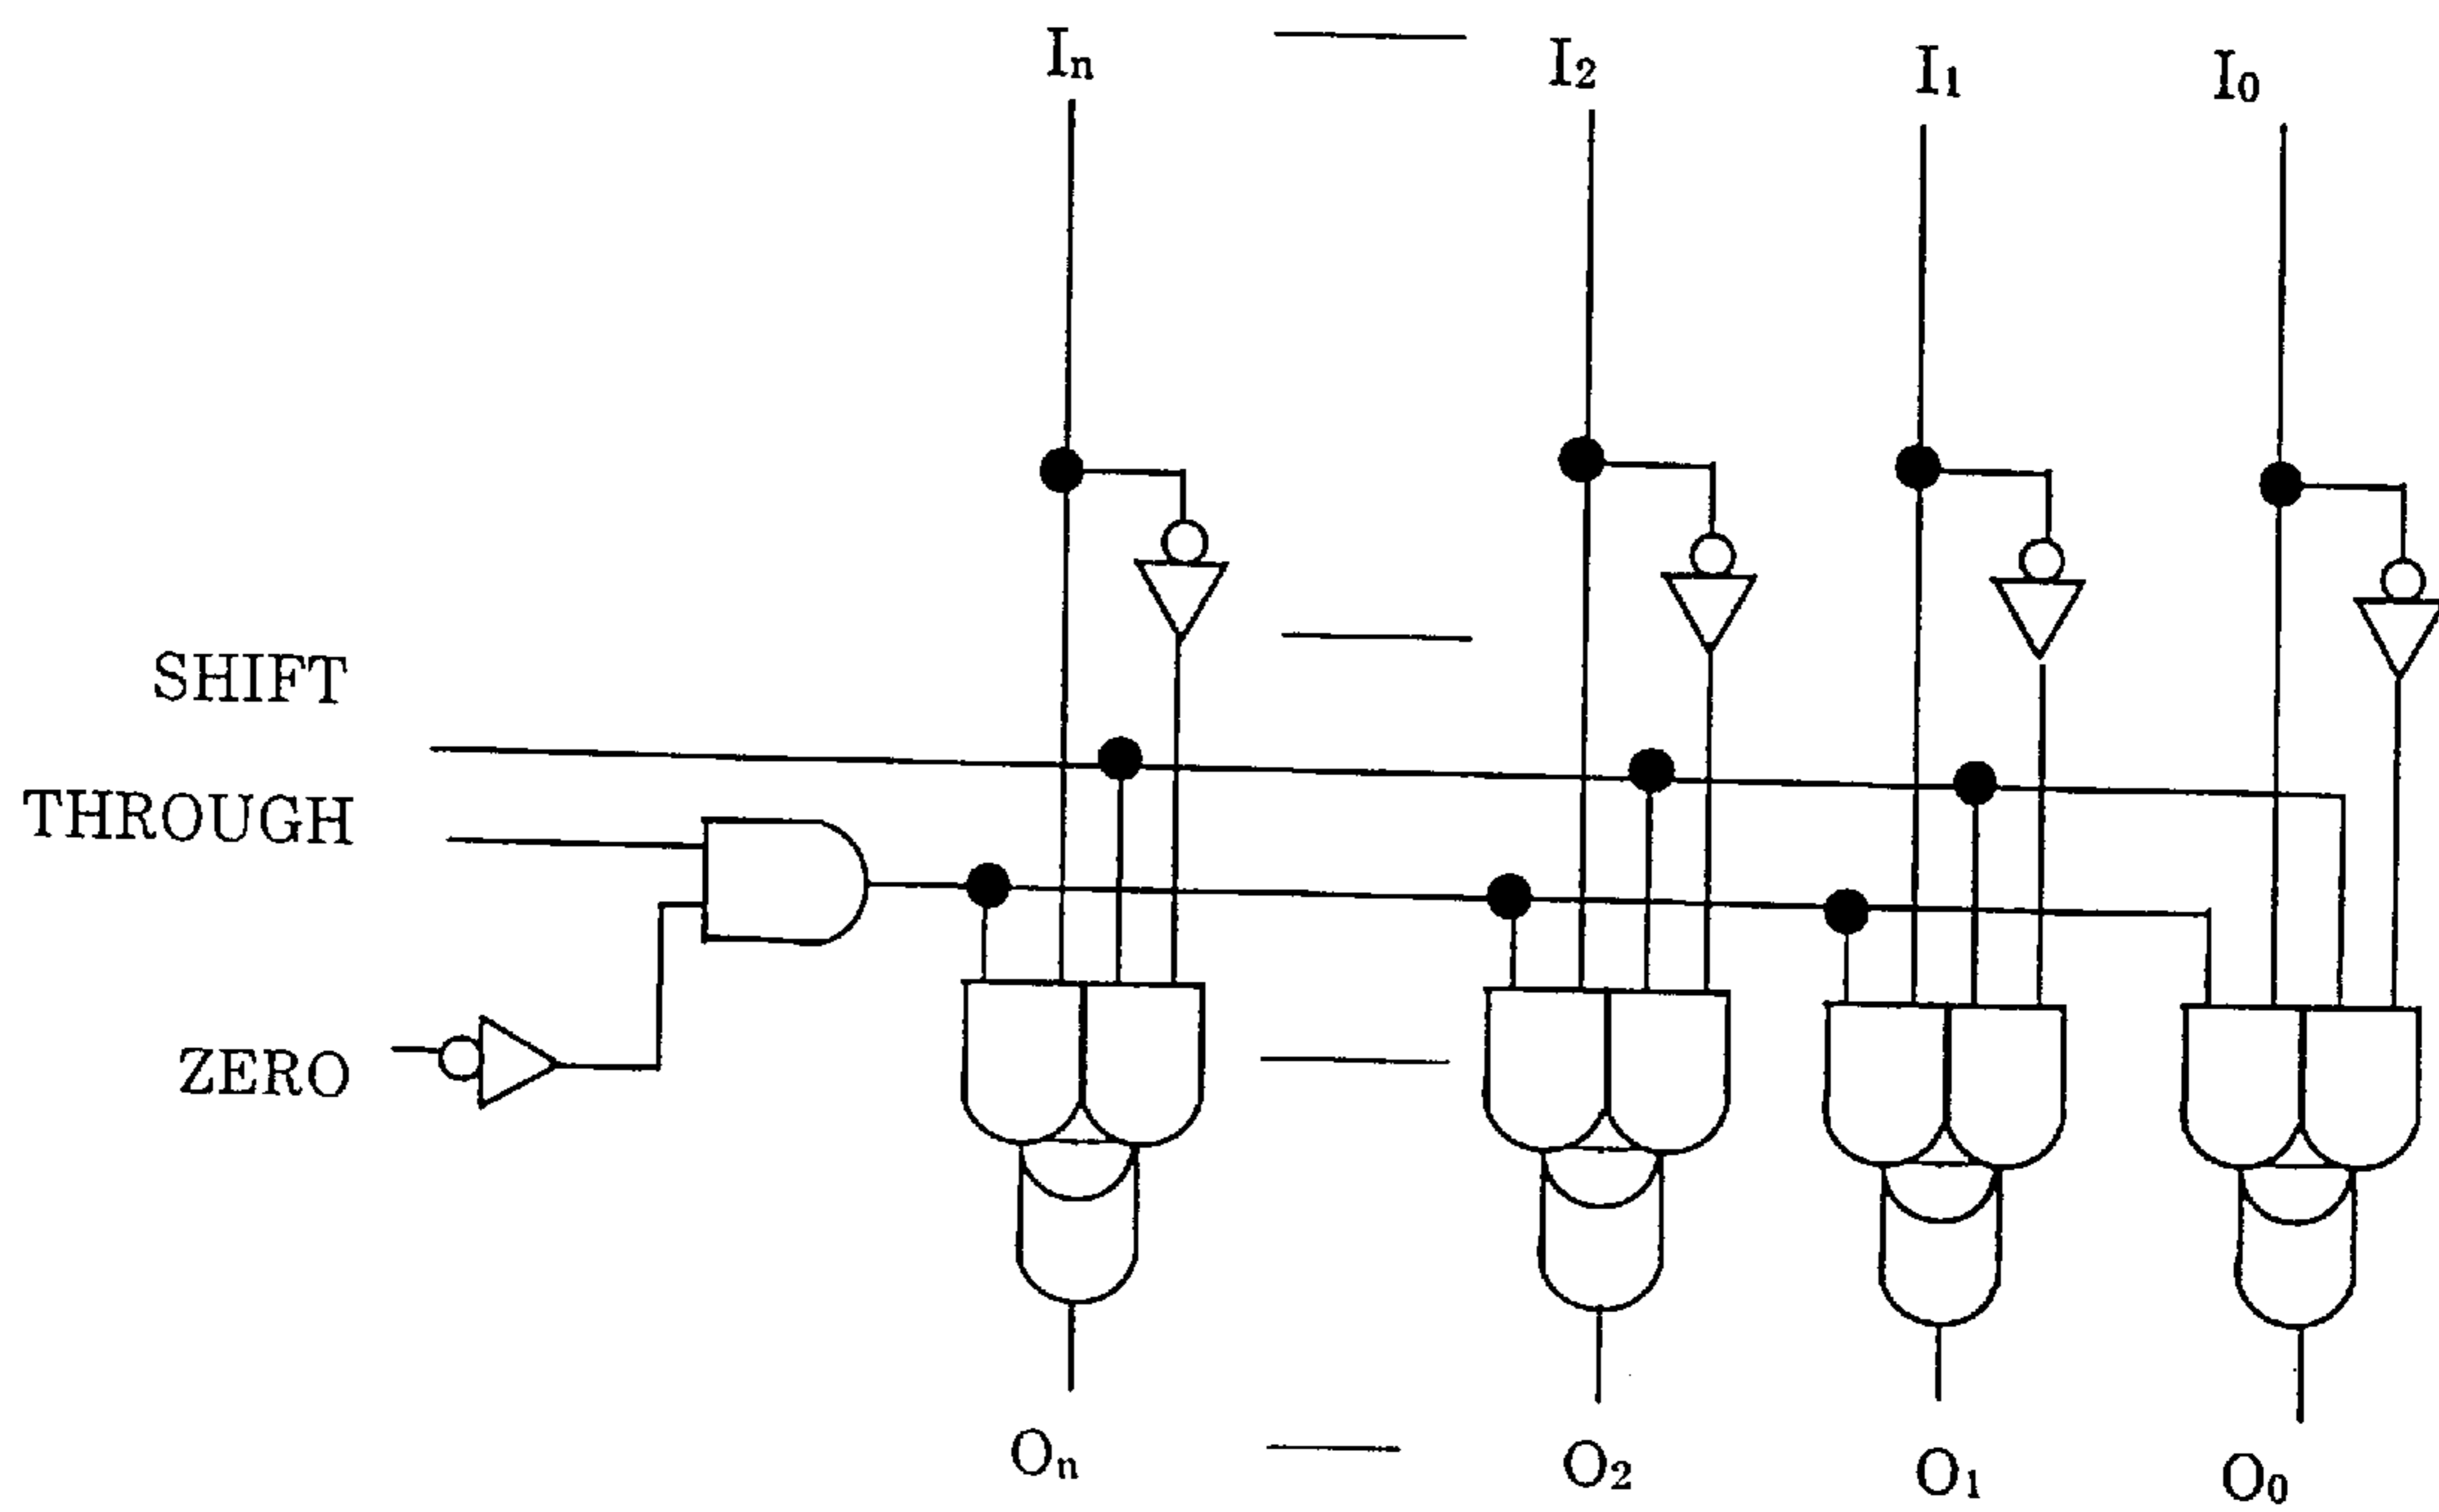 Iₙ I₂ I₁ I₀
SHIFT
THROUGH
ZERO
Oₙ O₂ O₁ O₀